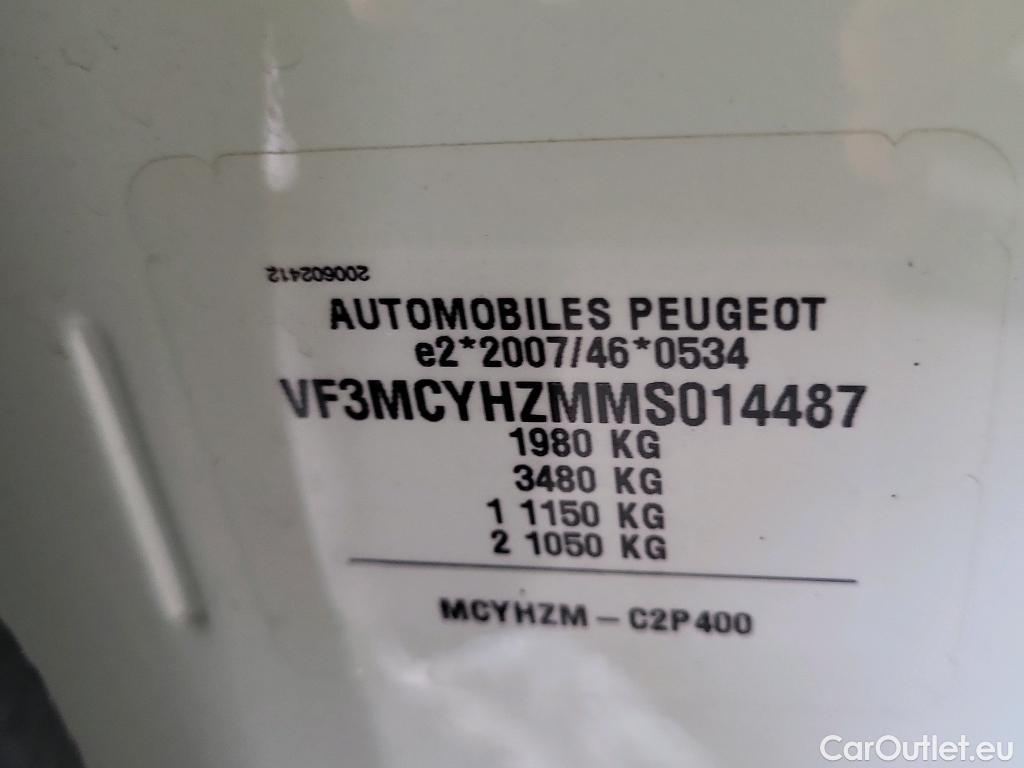 200602412
AUTOMOBILES PEUGEOT
e2*2007/46*0534
VF3MCYHZMMS014487
1980 KG
3480 KG
1 1150 KG
2 1050 KG
MCYHZM - C2P400
CarOutlet.eu